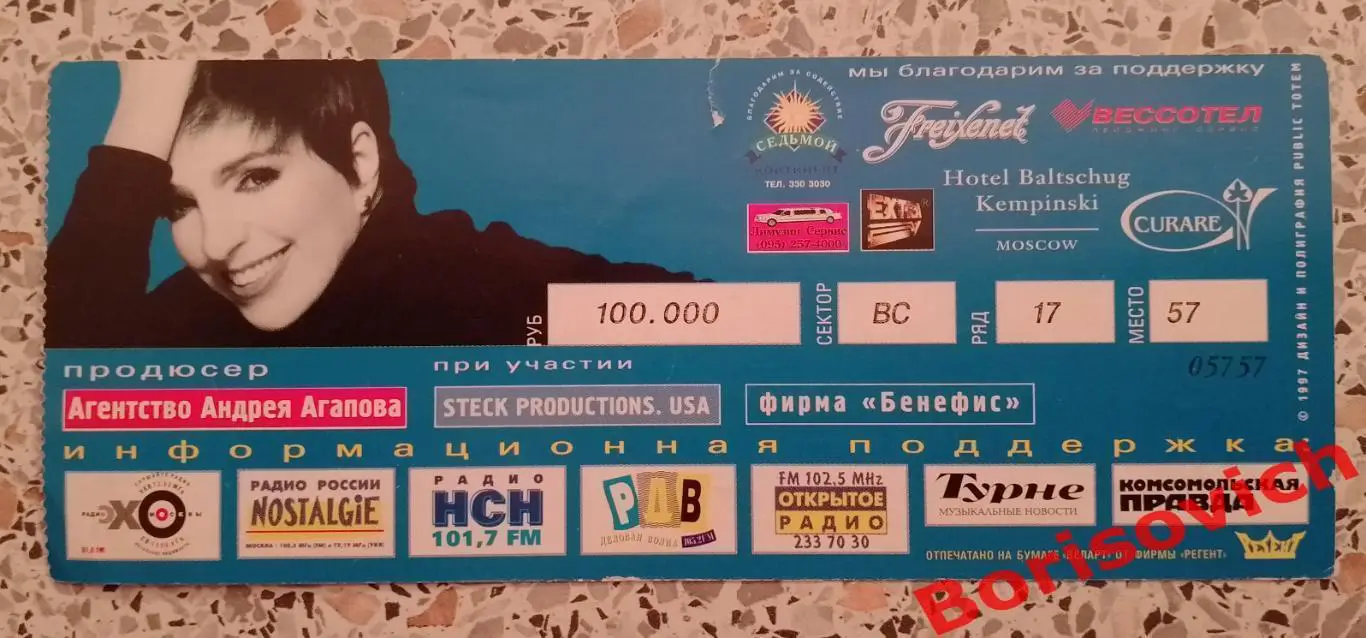 мы благодарим за поддержку
БЛАГОДАРИМ ЗА СОДЕЙСТВИЕ
СЕДЬМОЙ
КОНТИНЕНТ
ТЕЛ. 330 3030
Freixenet
ВЕССОТЕЛ
Лимузин Сервис
(095) 257-4000
Hotel Baltschug
Kempinski
MOSCOW
CURARE
РУБ 100.000 СЕКТОР ВС РЯД 17 МЕСТО 57
05757
© 1997 ДИЗАЙН И ПОЛИГРАФИЯ PUBLIC TOTEM
продюсер
Агентство Андрея Агапова
при участии
STECK PRODUCTIONS. USA
фирма «Бенефис»
информационная поддержка:
РАДИО ЭХО МОСКВЫ
РАДИО РОССИИ
NOSTALGIE
РАДИО
НСН
101,7 FM
РДВ
ДЕЛОВАЯ ВОЛНА
FM 102,5 MHz
ОТКРЫТОЕ
РАДИО
233 70 30
Турне
МУЗЫКАЛЬНЫЕ НОВОСТИ
КОМСОМОЛЬСКАЯ
ПРАВДА
ОТПЕЧАТАНО НА БУМАГЕ «ВЕЛАРТ» ОТ ФИРМЫ «РЕГЕНТ»
Borisovich